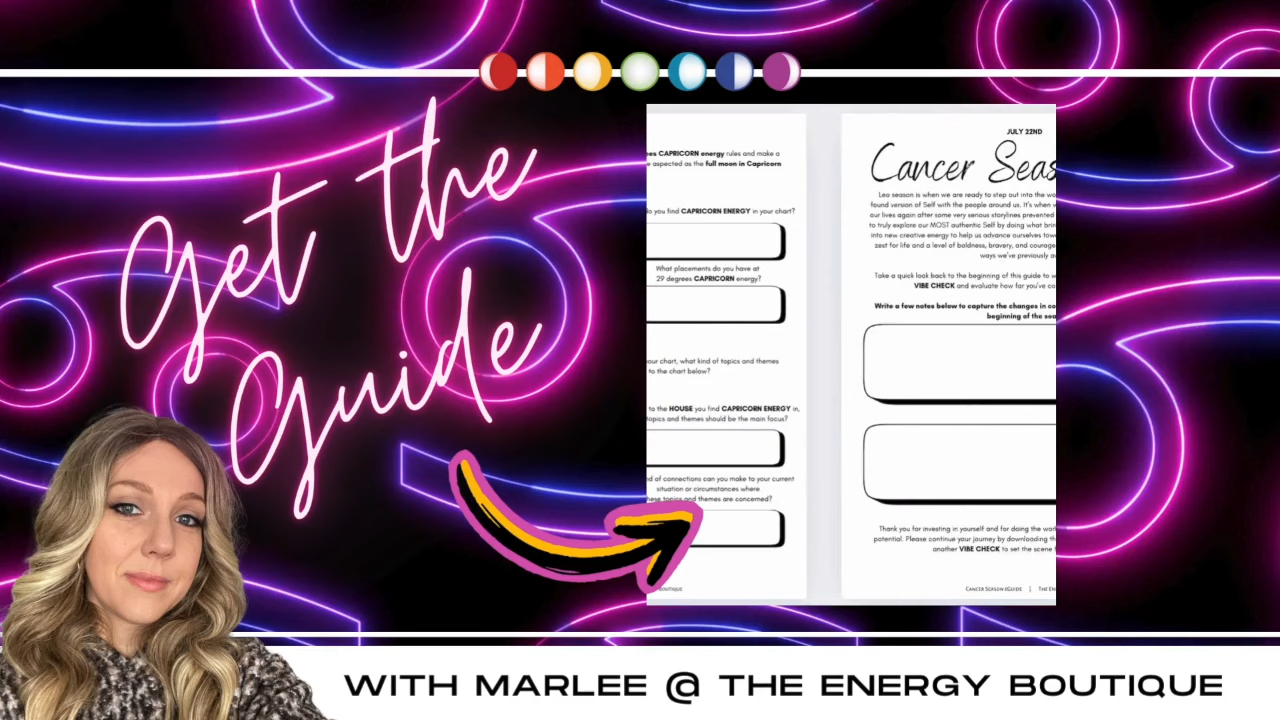 Get the
Guide
CAPRICORN energy rules and make a
aspected as the full moon in Capricorn
do you find CAPRICORN ENERGY in your chart?
What placements do you have at
29 degrees CAPRICORN energy?
your chart, what kind of topics and themes
to the chart below?
to the HOUSE you find CAPRICORN ENERGY in,
topics and themes should be the main focus?
of connections can you make to your current
situation or circumstances where
these topics and themes are concerned?
BOUTIQUE
JULY 22ND
Cancer Seas
Leo season is when we are ready to step out into the wo
found version of Self with the people around us. It's when
our lives again after some very serious storylines prevented
to truly explore our MOST authentic Self by doing what brin
into new creative energy to help us advance ourselves tow
zest for life and a level of boldness, bravery, and courage
ways we've previously
Take a quick look back to the beginning of this guide to
VIBE CHECK and evaluate how far you've co
Write a few notes below to capture the changes in
beginning of the sea
Thank you for investing in yourself and for doing the wor
potential. Please continue your journey by downloading th
another VIBE CHECK to set the scene
CANCER SEASON EGUIDE | THE EN
WITH MARLEE @ THE ENERGY BOUTIQUE